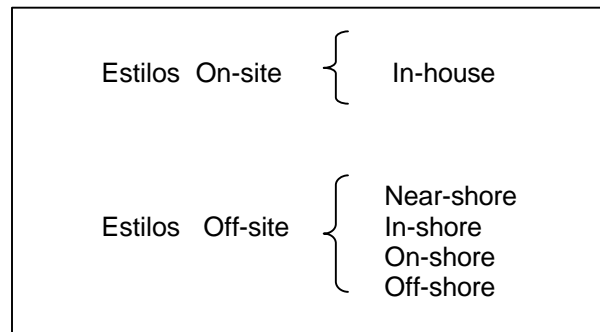 Estilos On-site In-house
Near-shore
Estilos Off-site In-shore
On-shore
Off-shore